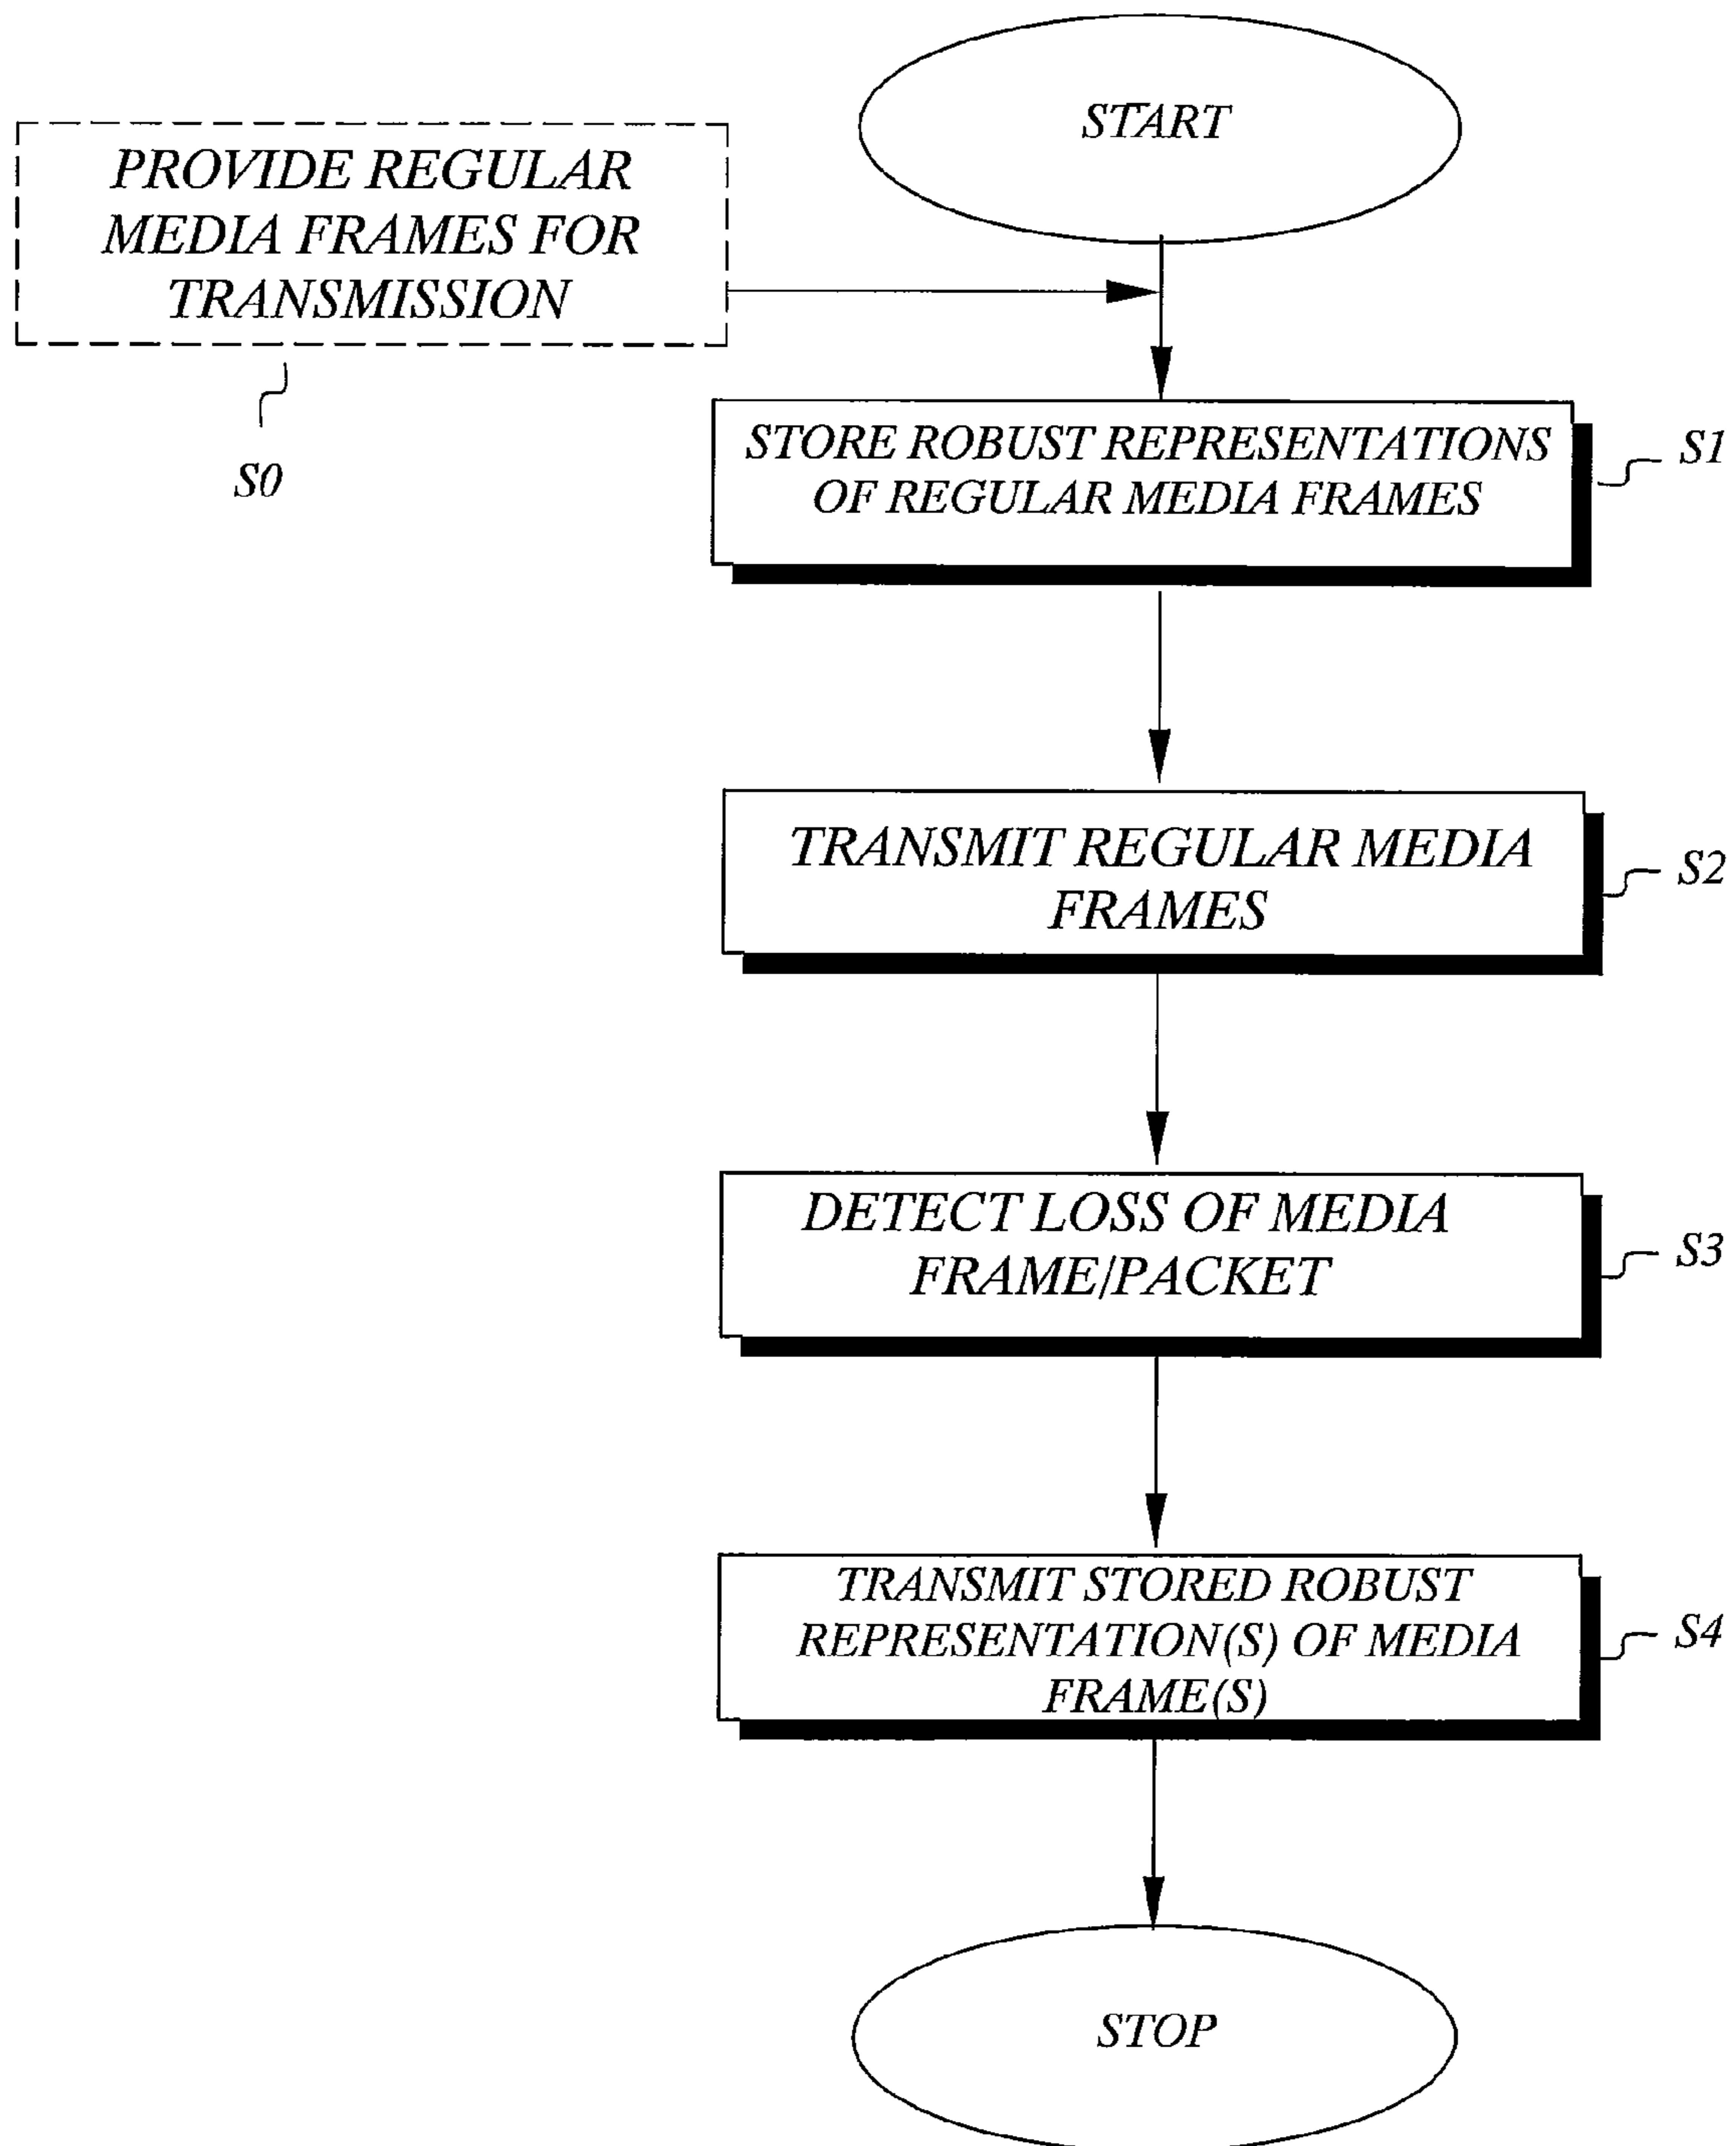 START
PROVIDE REGULAR
MEDIA FRAMES FOR
TRANSMISSION
S0
STORE ROBUST REPRESENTATIONS
OF REGULAR MEDIA FRAMES
S1
TRANSMIT REGULAR MEDIA
FRAMES
S2
DETECT LOSS OF MEDIA
FRAME/PACKET
S3
TRANSMIT STORED ROBUST
REPRESENTATION(S) OF MEDIA
FRAME(S)
S4
STOP